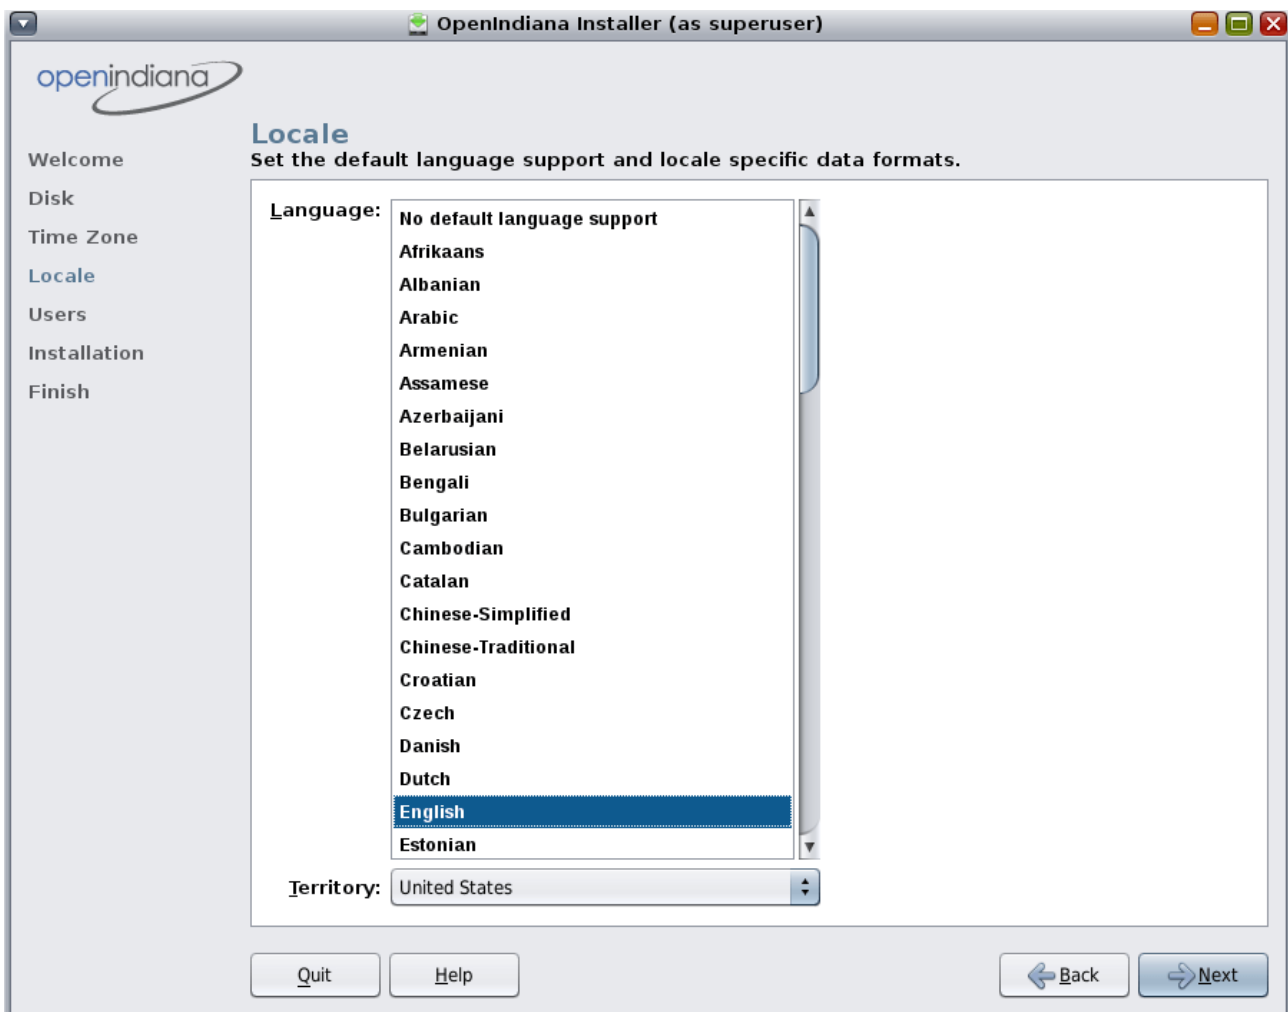 OpenIndiana Installer (as superuser)
openindiana
Welcome
Disk
Time Zone
Locale
Users
Installation
Finish
Locale
Set the default language support and locale specific data formats.
Language:
No default language support
Afrikaans
Albanian
Arabic
Armenian
Assamese
Azerbaijani
Belarusian
Bengali
Bulgarian
Cambodian
Catalan
Chinese-Simplified
Chinese-Traditional
Croatian
Czech
Danish
Dutch
English
Estonian
Territory: United States
Quit Help Back Next